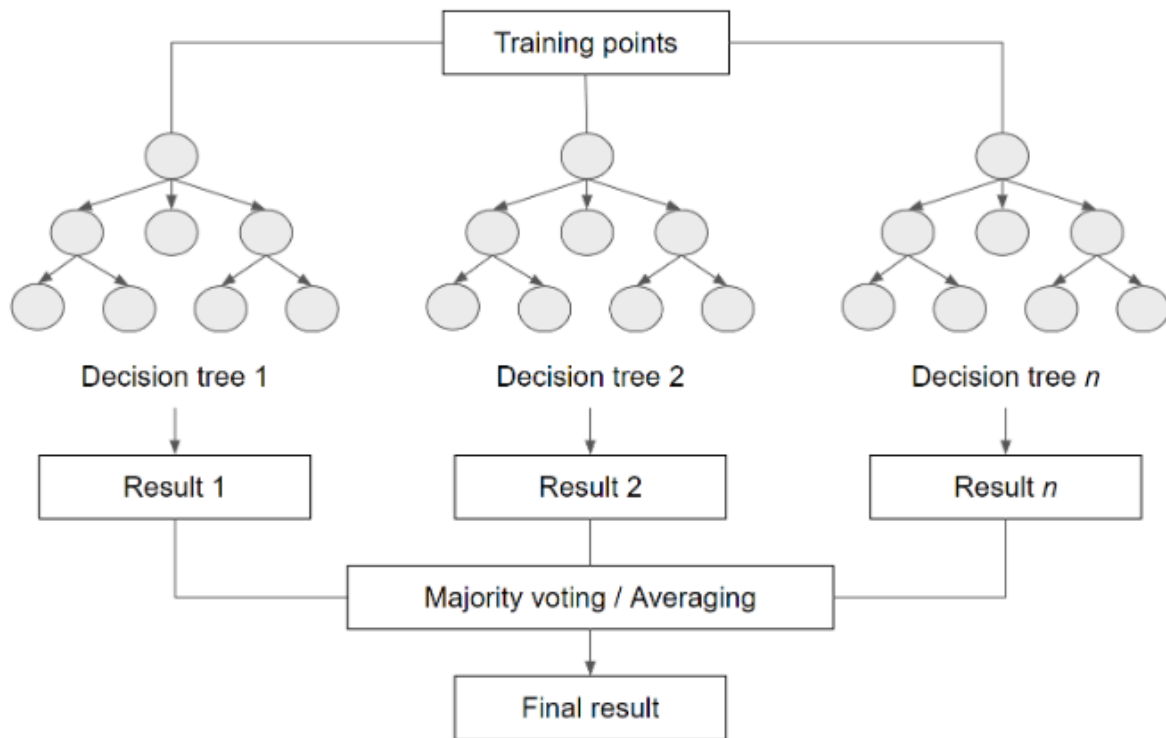 Training points
Decision tree 1
Decision tree 2
Decision tree n
Result 1
Result 2
Result n
Majority voting / Averaging
Final result